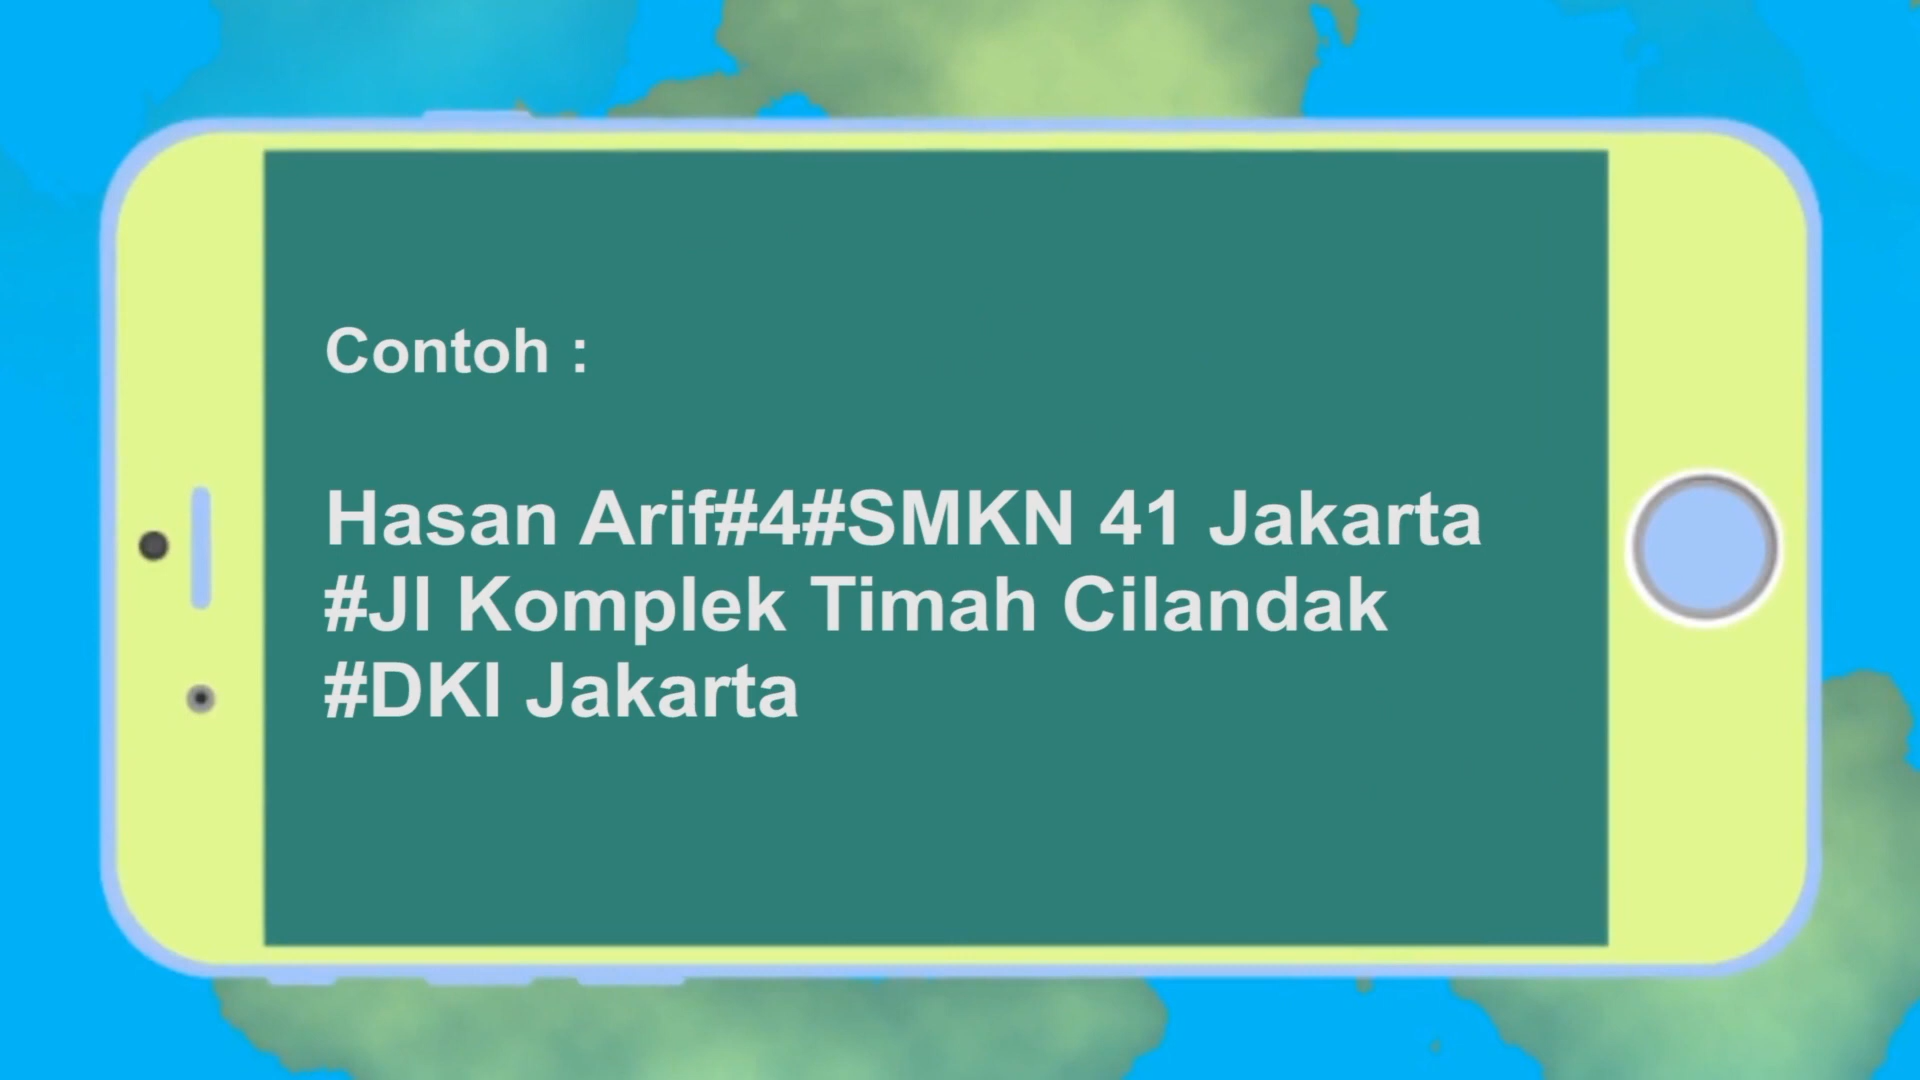 Contoh :
Hasan Arif#4#SMKN 41 Jakarta
#Jl Komplek Timah Cilandak
#DKI Jakarta